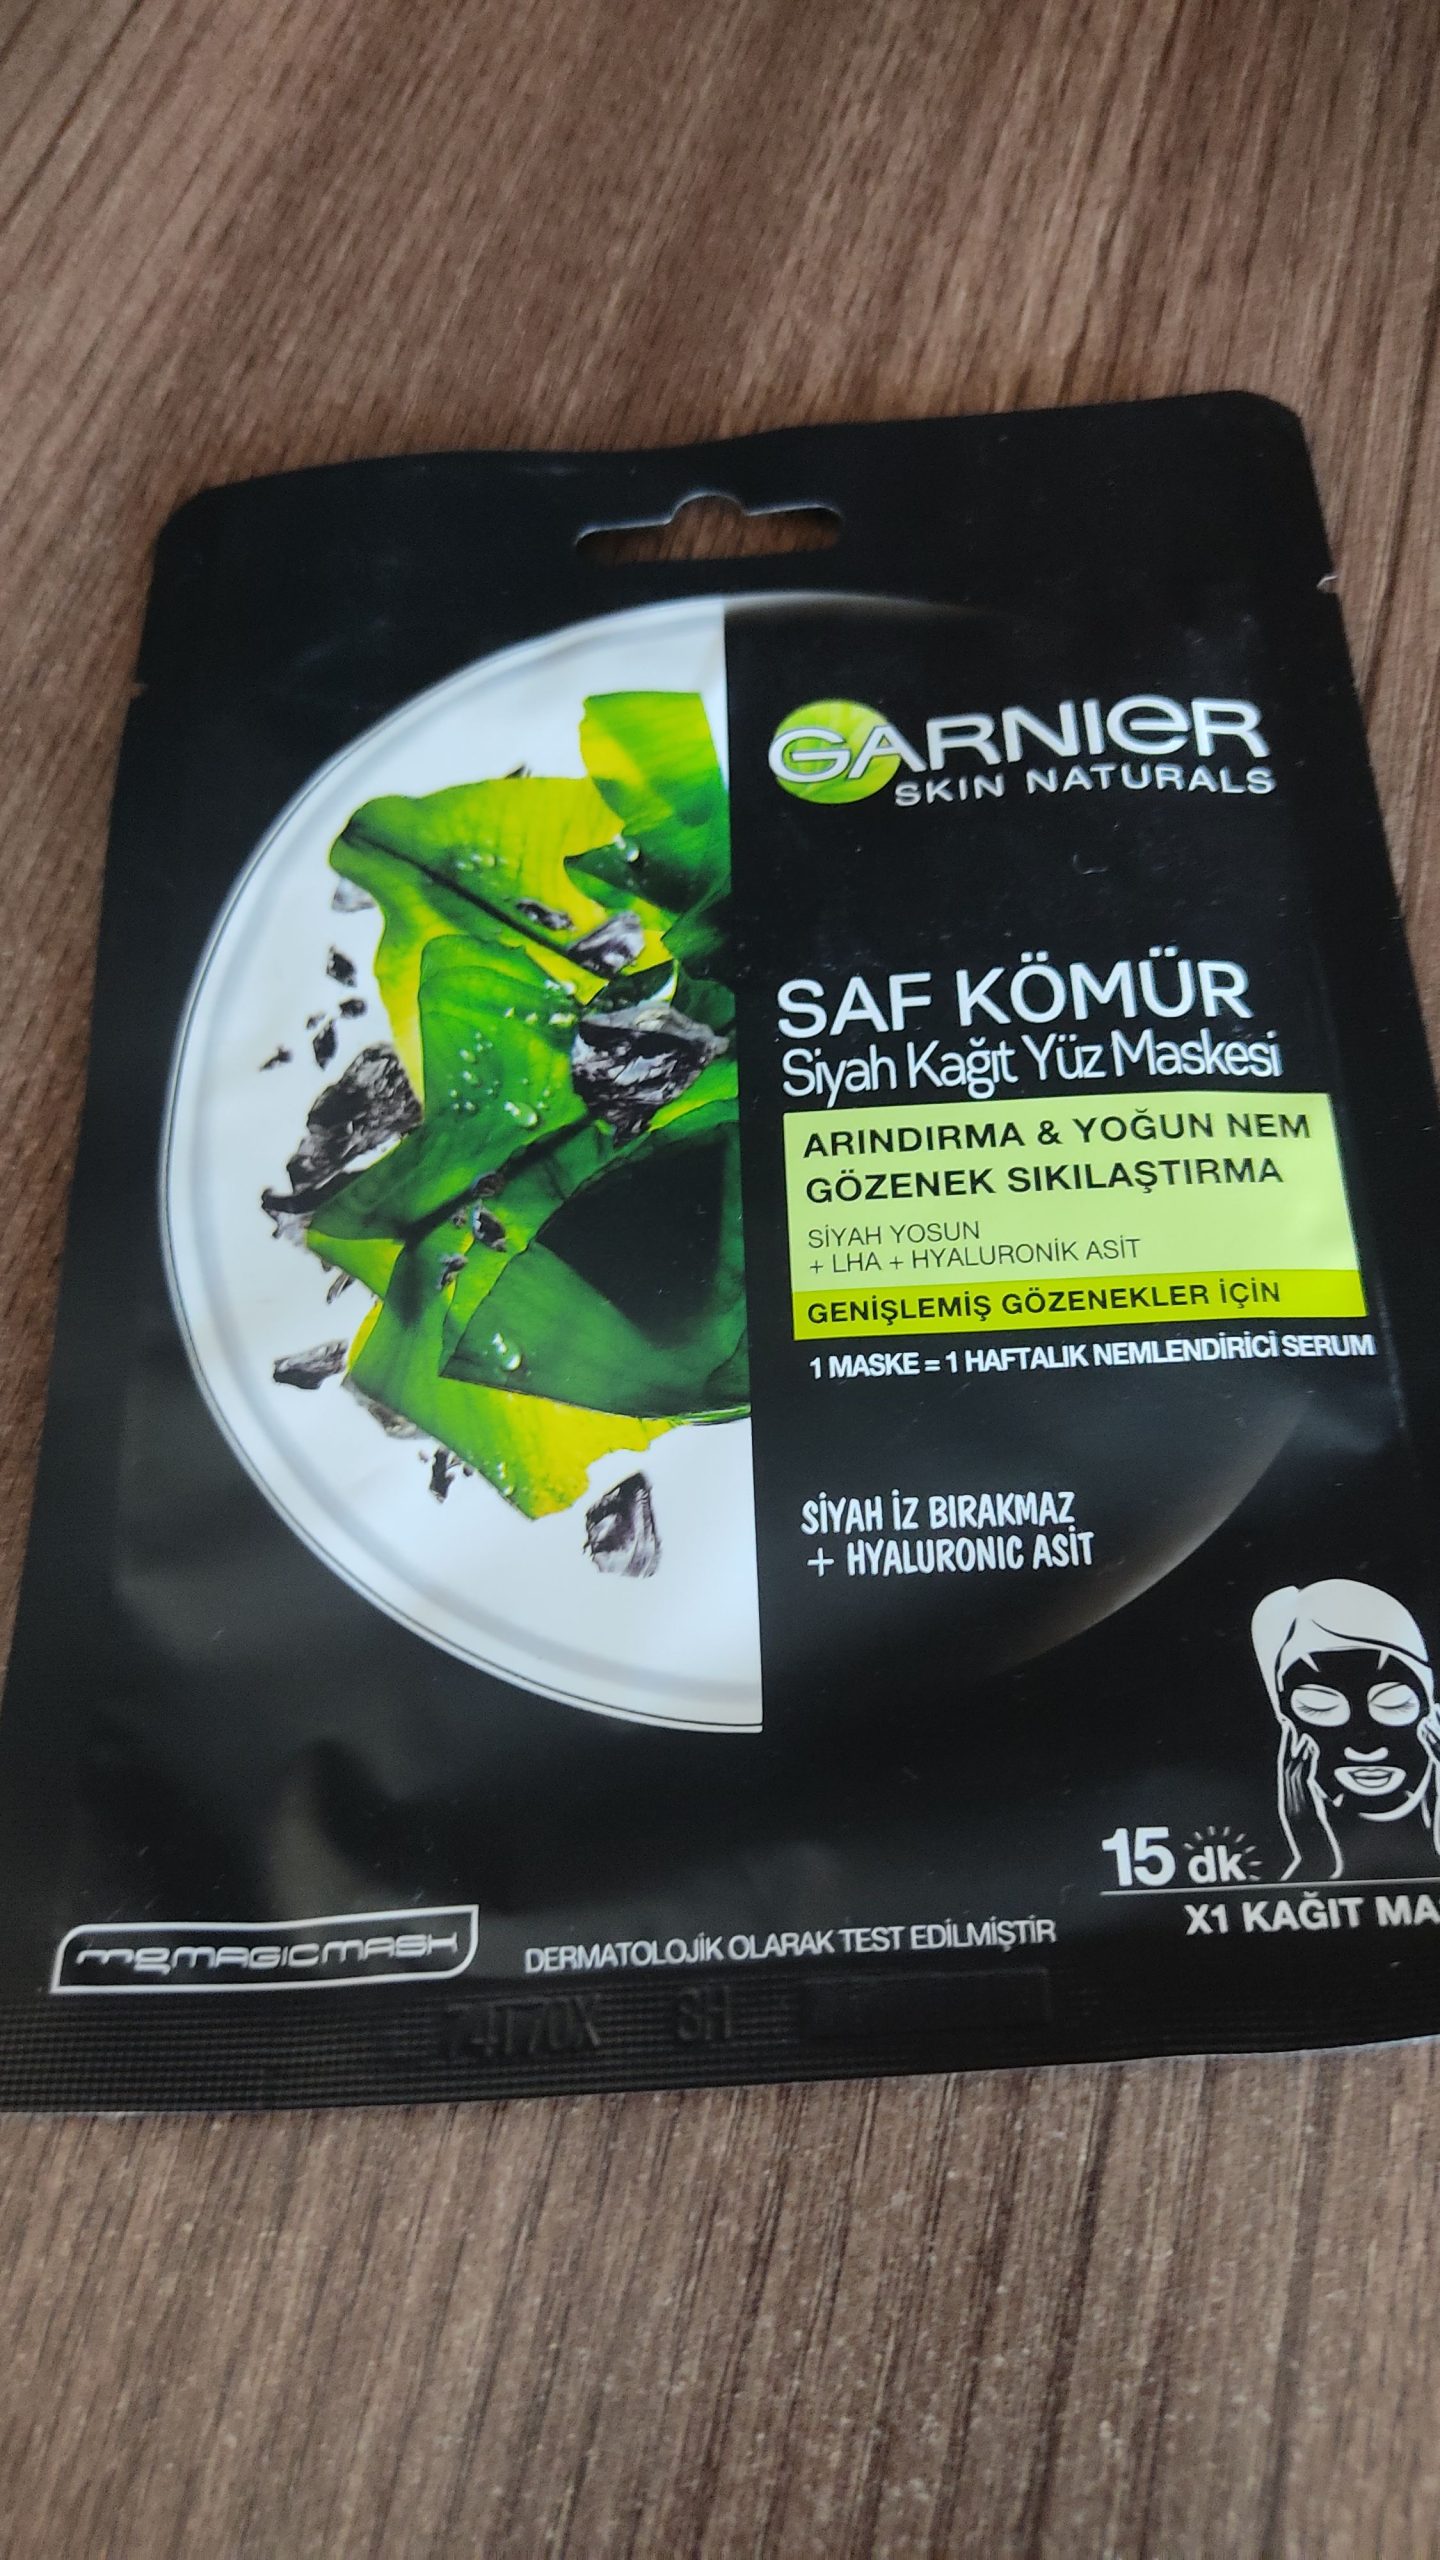 GARNIER
SKIN NATURALS
SAF KÖMÜR
Siyah Kağıt Yüz Maskesi
ARINDIRMA & YOĞUN NEM
GÖZENEK SIKILAŞTIRMA
SİYAH YOSUN
+ LHA + HYALURONİK ASİT
GENİŞLEMİŞ GÖZENEKLER İÇİN
1 MASKE = 1 HAFTALIK NEMLENDİRİCİ SERUM
SİYAH İZ BIRAKMAZ
+ HYALURONIC ASİT
15 dk.
X1 KAĞIT
MAGICMASK
DERMATOLOJİK OLARAK TEST EDİLMİŞTİR